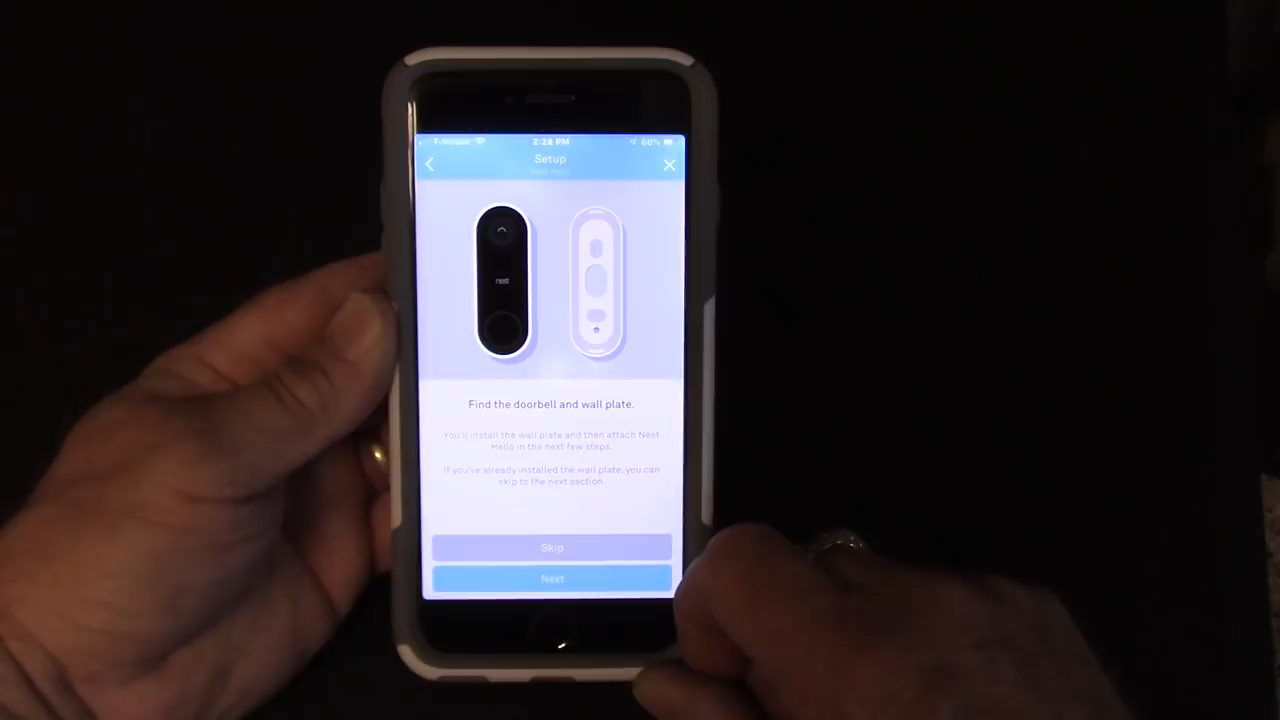 2:28 PM 60%
Setup
nest
Find the doorbell and wall plate.
You'll install the wall plate and then attach Nest
Hello in the next few steps.
If you've already installed the wall plate, you can
skip to the next section.
Skip
Next